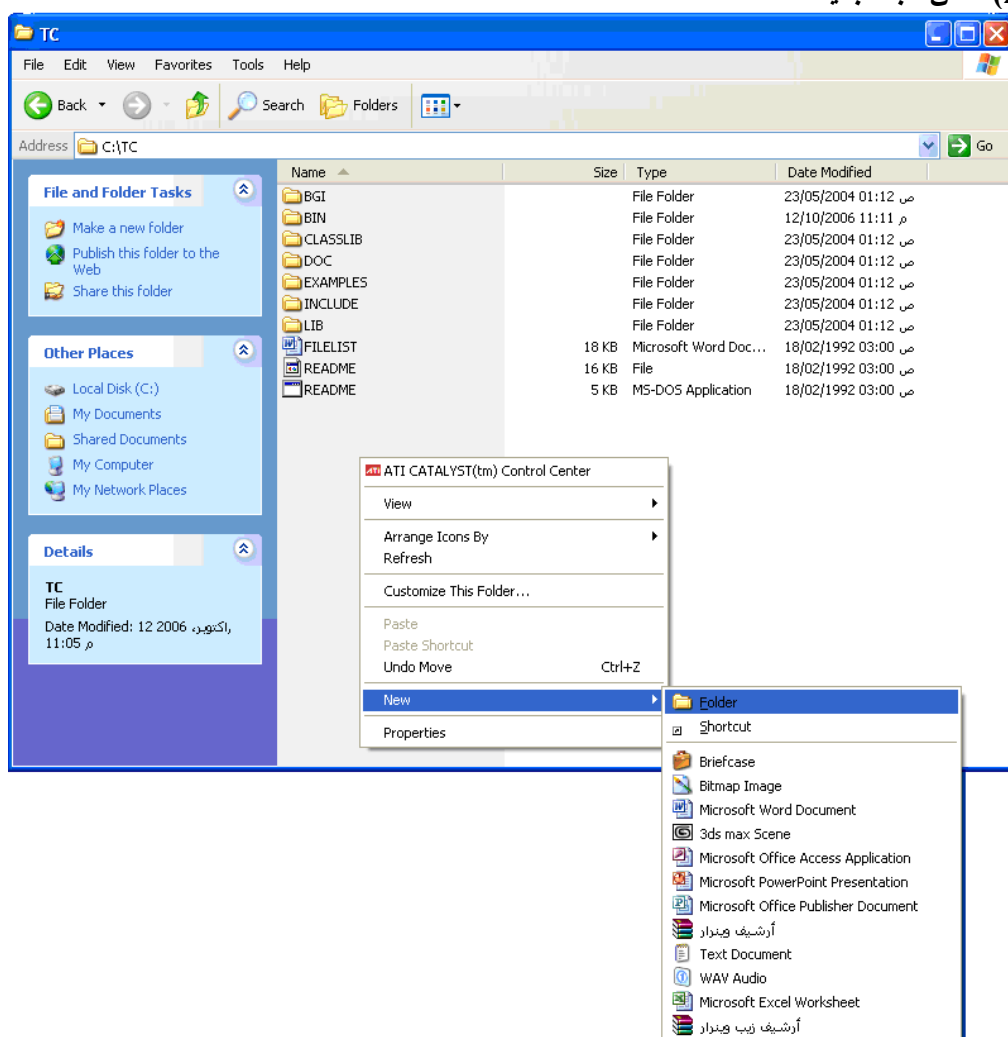 TC
File Edit View Favorites Tools Help
Back Search Folders
Address C:\TC Go
File and Folder Tasks
Make a new folder
Publish this folder to the
Web
Share this folder
Other Places
Local Disk (C:)
My Documents
Shared Documents
My Computer
My Network Places
Details
TC
File Folder
Date Modified: 12 اكتوبر, 2006,
11:05 م
Name Size Type Date Modified
BGI File Folder 23/05/2004 01:12 ص
BIN File Folder 12/10/2006 11:11 م
CLASSLIB File Folder 23/05/2004 01:12 ص
DOC File Folder 23/05/2004 01:12 ص
EXAMPLES File Folder 23/05/2004 01:12 ص
INCLUDE File Folder 23/05/2004 01:12 ص
LIB File Folder 23/05/2004 01:12 ص
FILELIST 18 KB Microsoft Word Doc... 18/02/1992 03:00 ص
README 16 KB File 18/02/1992 03:00 ص
README 5 KB MS-DOS Application 18/02/1992 03:00 ص
ATI CATALYST(tm) Control Center
View
Arrange Icons By
Refresh
Customize This Folder...
Paste
Paste Shortcut
Undo Move Ctrl+Z
New
Properties
Folder
Shortcut
Briefcase
Bitmap Image
Microsoft Word Document
3ds max Scene
Microsoft Office Access Application
Microsoft PowerPoint Presentation
Microsoft Office Publisher Document
أرشيف وينرار
Text Document
WAV Audio
Microsoft Excel Worksheet
أرشيف زيب وينرار